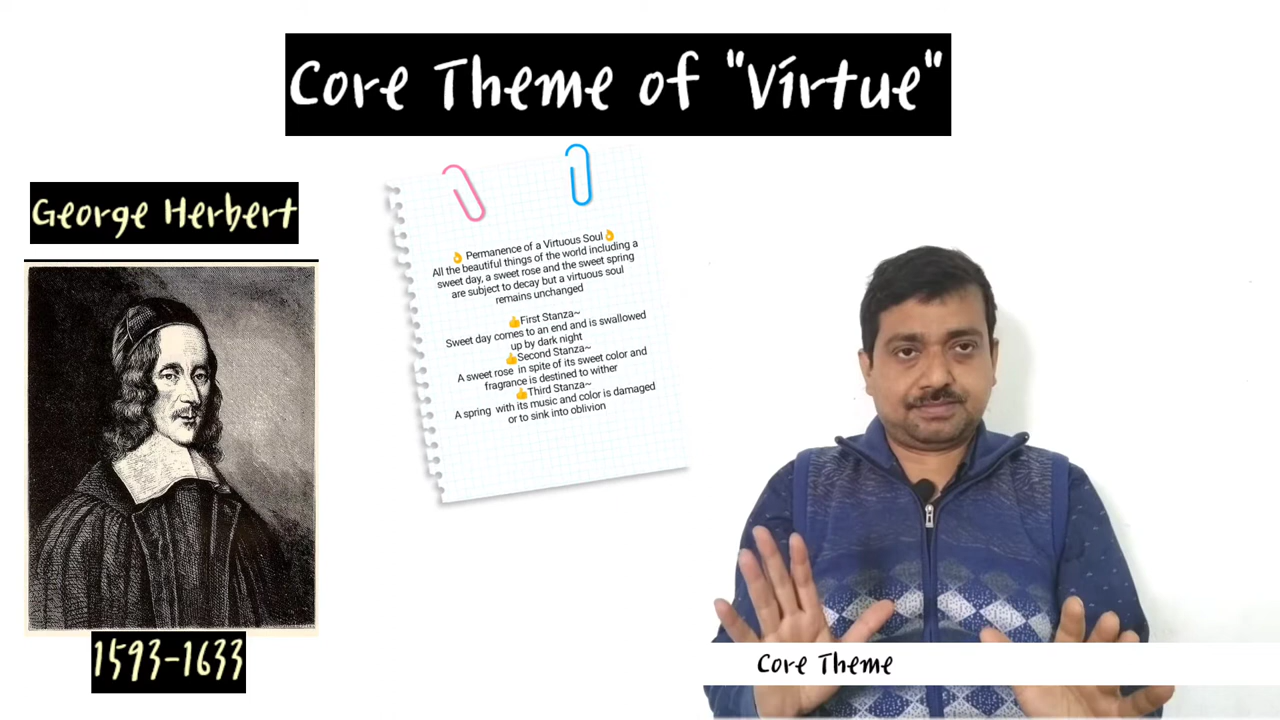 Core Theme of "Virtue"
George Herbert
👌 Permanence of a Virtuous Soul👌
All the beautiful things of the world including a
sweet day, a sweet rose and the sweet spring
are subject to decay but a virtuous soul
remains unchanged
👍First Stanza~
Sweet day comes to an end and is swallowed
up by dark night
👍Second Stanza~
A sweet rose in spite of its sweet color and
fragrance is destined to wither
👍Third Stanza~
A spring with its music and color is damaged
or to sink into oblivion
1593-1633
Core Theme